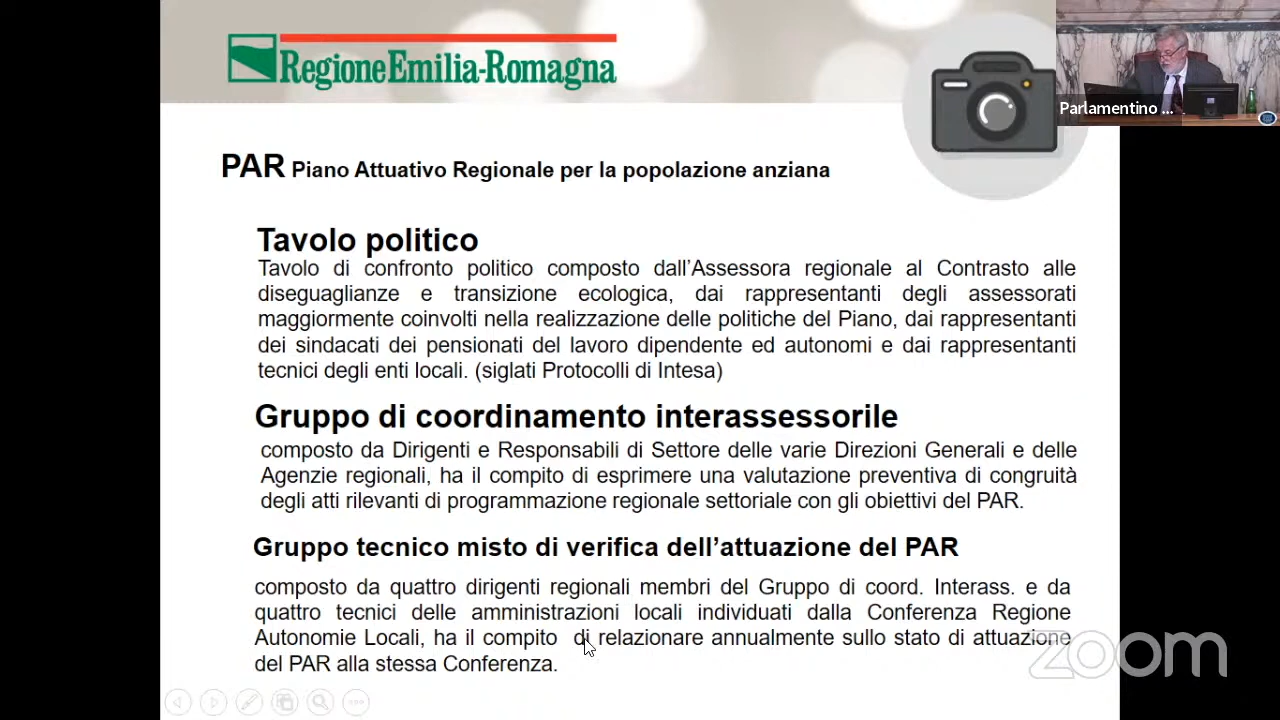 RegioneEmilia-Romagna
Parlamentino ...
PAR Piano Attuativo Regionale per la popolazione anziana
Tavolo politico
Tavolo di confronto politico composto dall’Assessora regionale al Contrasto alle
diseguaglianze e transizione ecologica, dai rappresentanti degli assessorati
maggiormente coinvolti nella realizzazione delle politiche del Piano, dai rappresentanti
dei sindacati dei pensionati del lavoro dipendente ed autonomi e dai rappresentanti
tecnici degli enti locali. (siglati Protocolli di Intesa)
Gruppo di coordinamento interassessorile
composto da Dirigenti e Responsabili di Settore delle varie Direzioni Generali e delle
Agenzie regionali, ha il compito di esprimere una valutazione preventiva di congruità
degli atti rilevanti di programmazione regionale settoriale con gli obiettivi del PAR.
Gruppo tecnico misto di verifica dell’attuazione del PAR
composto da quattro dirigenti regionali membri del Gruppo di coord. Interass. e da
quattro tecnici delle amministrazioni locali individuati dalla Conferenza Regione
Autonomie Locali, ha il compito di relazionare annualmente sullo stato di attuazione
del PAR alla stessa Conferenza.
zoom